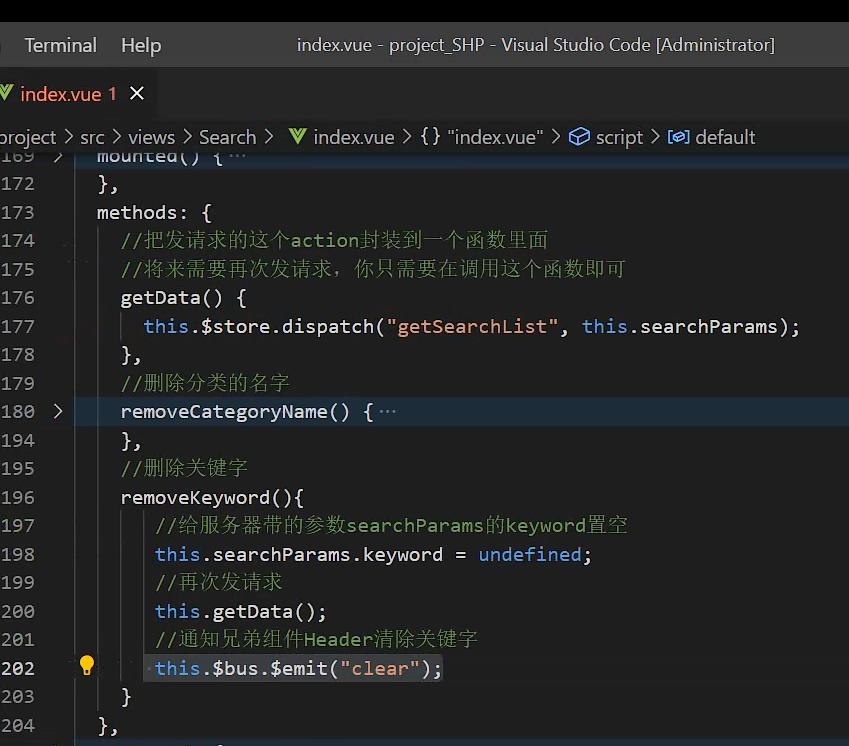 Terminal Help index.vue - project_SHP - Visual Studio Code [Administrator]
index.vue 1
project > src > views > Search > index.vue > {} "index.vue" > script > default
169 mounted() { ...
172 },
173 methods: {
174 //把发请求的这个action封装到一个函数里面
175 //将来需要再次发请求，你只需要在调用这个函数即可
176 getData() {
177 this.$store.dispatch("getSearchList", this.searchParams);
178 },
179 //删除分类的名字
180 removeCategoryName() { ...
194 },
195 //删除关键字
196 removeKeyword(){
197 //给服务器带的参数searchParams的keyword置空
198 this.searchParams.keyword = undefined;
199 //再次发请求
200 this.getData();
201 //通知兄弟组件Header清除关键字
202 this.$bus.$emit("clear");
203 }
204 },